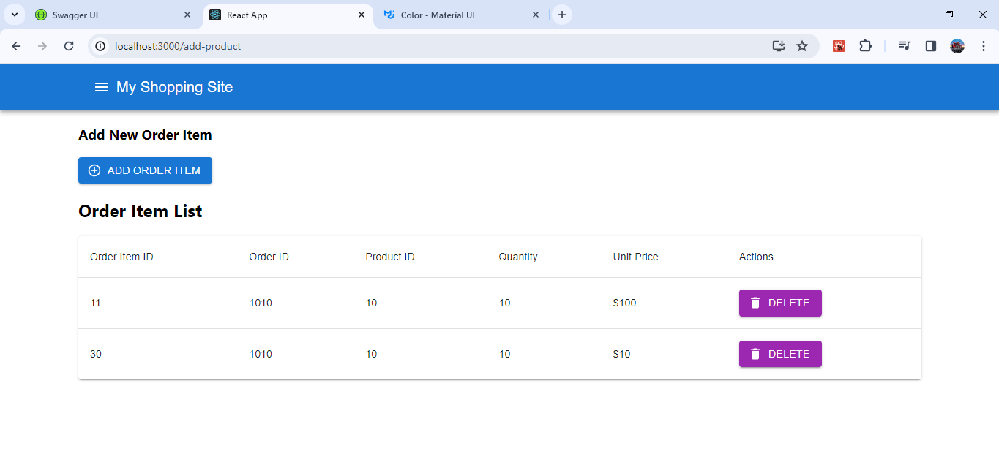 Swagger UI React App Color - Material UI
localhost:3000/add-product
My Shopping Site
Add New Order Item
ADD ORDER ITEM
Order Item List
Order Item ID Order ID Product ID Quantity Unit Price Actions
11 1010 10 10 $100 DELETE
30 1010 10 10 $10 DELETE